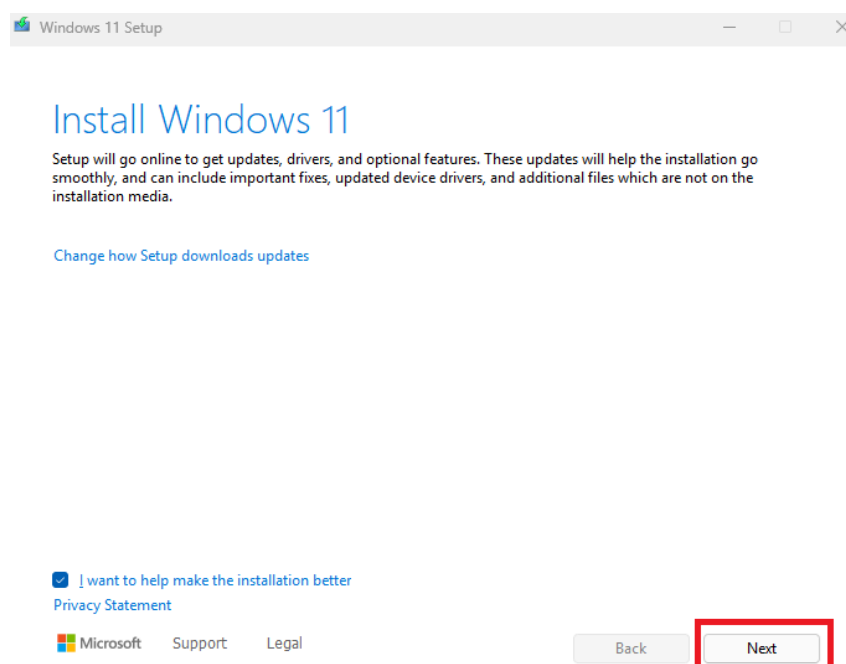 Windows 11 Setup
Install Windows 11
Setup will go online to get updates, drivers, and optional features. These updates will help the installation go
smoothly, and can include important fixes, updated device drivers, and additional files which are not on the
installation media.
Change how Setup downloads updates
I want to help make the installation better
Privacy Statement
Microsoft Support Legal
Back Next